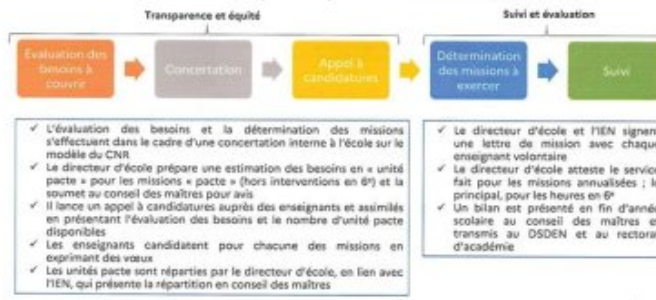 Transparence et équité
Suivi et évaluation
Evaluation des
besoins à
couvrir
Concertation
Appel à
candidatures
Détermination
des missions à
exercer
Suivi
✓ L'évaluation des besoins et la détermination des missions
s'effectuent dans le cadre d'une concertation interne à l'école sur le
modèle du CNR
✓ Le directeur d'école prépare une estimation des besoins en « unité
pacte » pour les missions « pacte » (hors interventions en 6e) et la
soumet au conseil des maîtres pour avis
✓ Il lance un appel à candidatures auprès des enseignants et assimilés
en présentant l'évaluation des besoins et le nombre d'unité pacte
disponibles
✓ Les enseignants candidatent pour chacune des missions en
exprimant des vœux
✓ Les unités pacte sont réparties par le directeur d'école, en lien avec
l'IEN, qui présente la répartition en conseil des maîtres
✓ Le directeur d'école et l'IEN signent
une lettre de mission avec chaque
enseignant volontaire
✓ Le directeur d'école atteste le service
fait pour les missions annualisées ; le
principal, pour les heures en 6e
✓ Un bilan est présenté en fin d'année
scolaire au conseil des maîtres et
transmis au DSDEN et au rectorat
d'académie